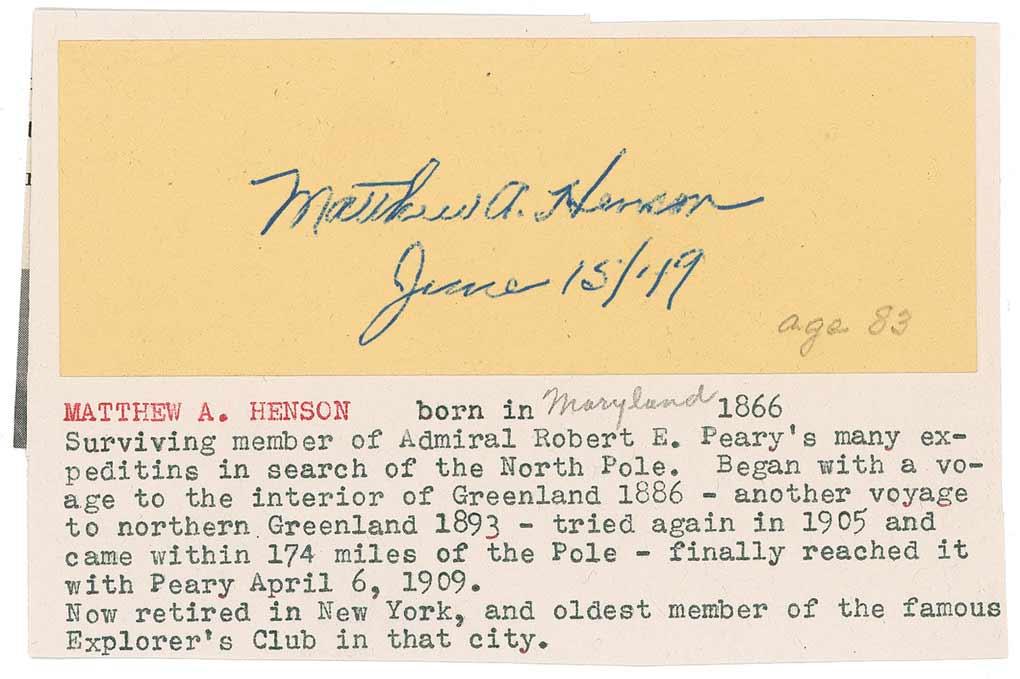 Matthew A. Henson
June 15/49
age 83
MATTHEW A. HENSON born in Maryland 1866
Surviving member of Admiral Robert E. Peary's many ex-
peditins in search of the North Pole. Began with a vo-
age to the interior of Greenland 1886 - another voyage
to northern Greenland 1893 - tried again in 1905 and
came within 174 miles of the Pole - finally reached it
with Peary April 6, 1909.
Now retired in New York, and oldest member of the famous
Explorer's Club in that city.